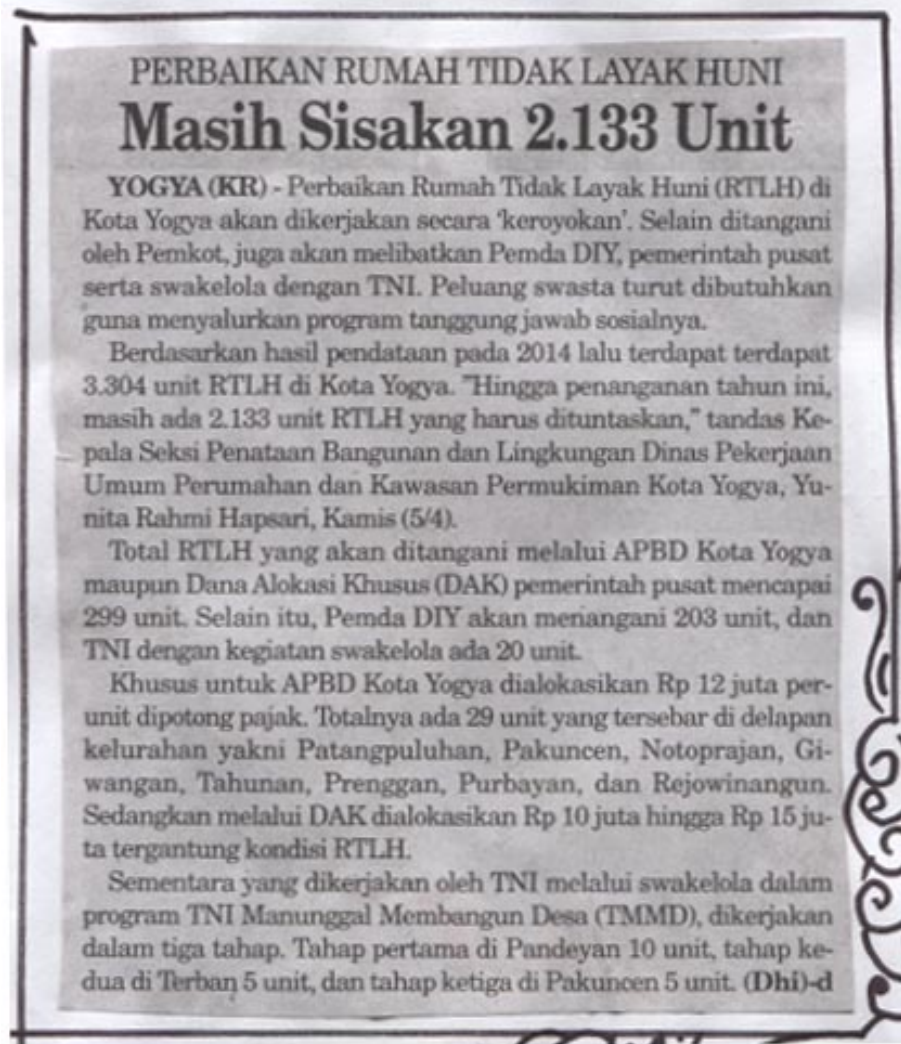 PERBAIKAN RUMAH TIDAK LAYAK HUNI
Masih Sisakan 2.133 Unit
YOGYA (KR) - Perbaikan Rumah Tidak Layak Huni (RTLH) di
Kota Yogya akan dikerjakan secara 'keroyokan'. Selain ditangani
oleh Pemkot, juga akan melibatkan Pemda DIY, pemerintah pusat
serta swakelola dengan TNI. Peluang swasta turut dibutuhkan
guna menyalurkan program tanggung jawab sosialnya.
Berdasarkan hasil pendataan pada 2014 lalu terdapat terdapat
3.304 unit RTLH di Kota Yogya. "Hingga penanganan tahun ini,
masih ada 2.133 unit RTLH yang harus dituntaskan," tandas Ke-
pala Seksi Penataan Bangunan dan Lingkungan Dinas Pekerjaan
Umum Perumahan dan Kawasan Permukiman Kota Yogya, Yu-
nita Rahmi Hapsari, Kamis (5/4).
Total RTLH yang akan ditangani melalui APBD Kota Yogya
maupun Dana Alokasi Khusus (DAK) pemerintah pusat mencapai
299 unit. Selain itu, Pemda DIY akan menangani 203 unit, dan
TNI dengan kegiatan swakelola ada 20 unit.
Khusus untuk APBD Kota Yogya dialokasikan Rp 12 juta per-
unit dipotong pajak. Totalnya ada 29 unit yang tersebar di delapan
kelurahan yakni Patangpuluhan, Pakuncen, Notoprajan, Gi-
wangan, Tahunan, Prenggan, Purbayan, dan Rejowinangun.
Sedangkan melalui DAK dialokasikan Rp 10 juta hingga Rp 15 ju-
ta tergantung kondisi RTLH.
Sementara yang dikerjakan oleh TNI melalui swakelola dalam
program TNI Manunggal Membangun Desa (TMMD), dikerjakan
dalam tiga tahap. Tahap pertama di Pandeyan 10 unit, tahap ke-
dua di Terban 5 unit, dan tahap ketiga di Pakuncen 5 unit. (Dhi)-d